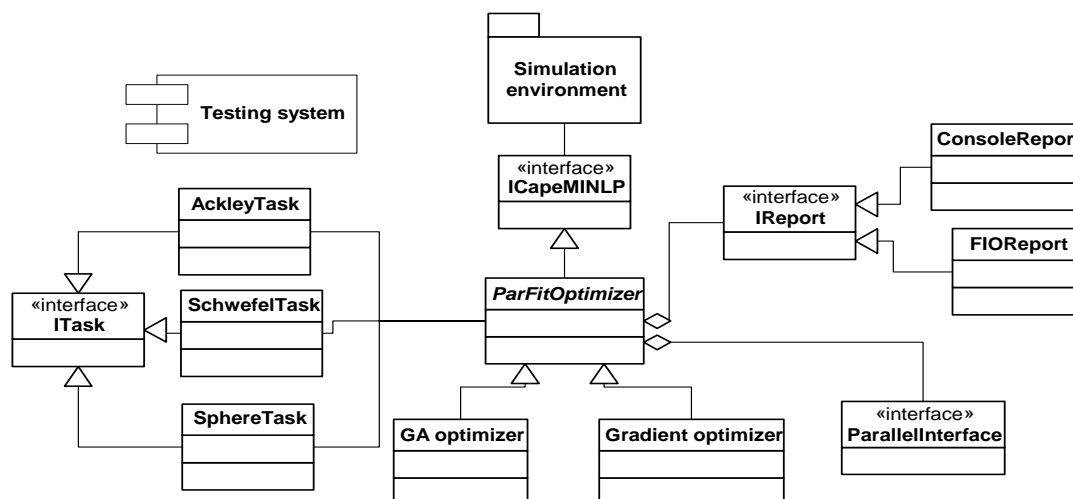 Simulation
environment
Testing system
«interface»
ICapeMINLP
ConsoleRepor
«interface»
IReport
FIOReport
AckleyTask
«interface»
ITask
SchwefelTask
ParFitOptimizer
SphereTask
GA optimizer
Gradient optimizer
«interface»
ParallelInterface